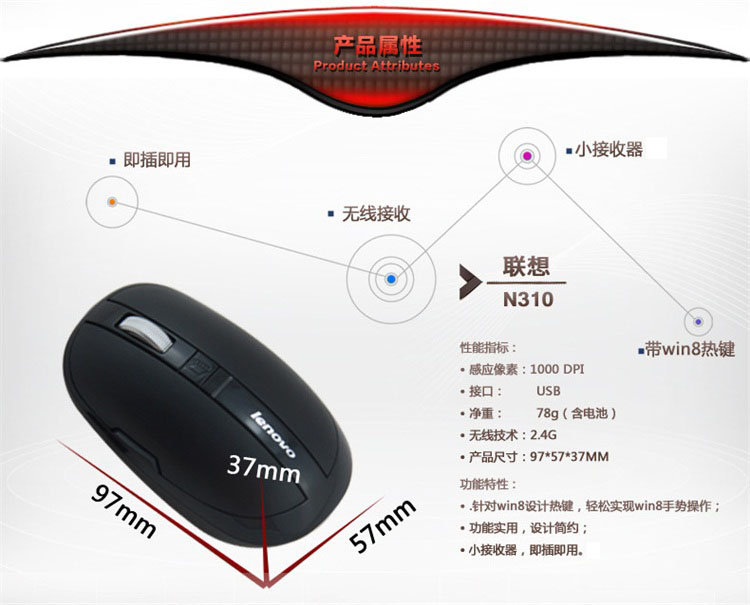 产品属性
Product Attributes
▪ 即插即用
▪ 无线接收
▪小接收器
▪带win8热键
联想
N310
lenovo
37mm
97mm
57mm
性能指标：
• 感应像素：1000 DPI
• 接口： USB
• 净重： 78g（含电池）
• 无线技术：2.4G
• 产品尺寸：97*57*37MM
功能特性：
• .针对win8设计热键，轻松实现win8手势操作；
• 功能实用，设计简约；
• 小接收器，即插即用。